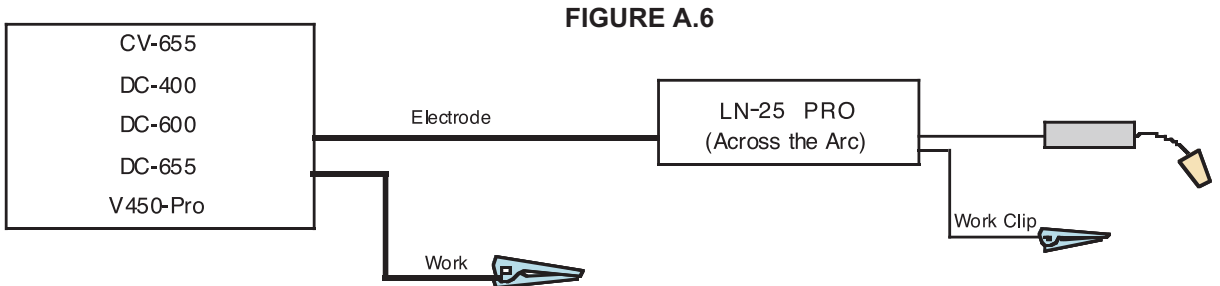 FIGURE A.6
CV-655
DC-400
DC-600
DC-655
V450-Pro
Electrode
LN-25 PRO
(Across the Arc)
Work Clip
Work